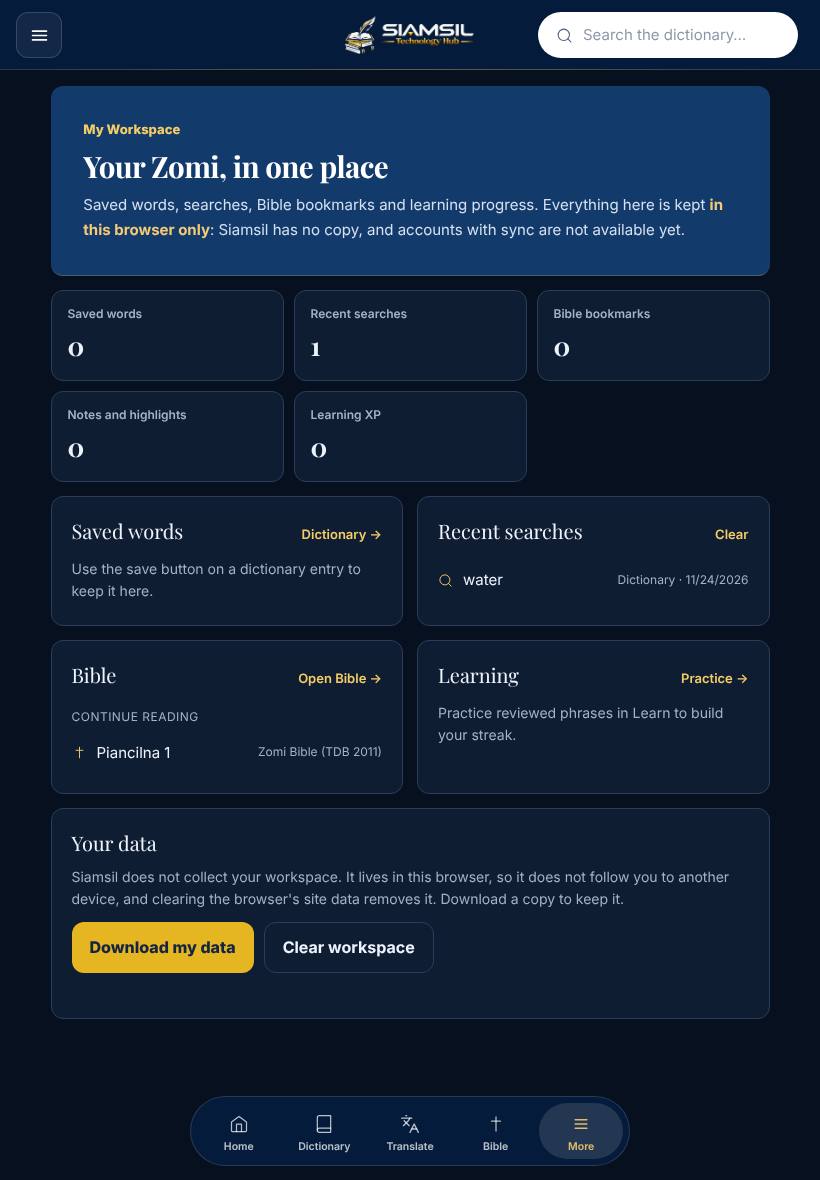 SIAMSIL
Technology Hub
Search the dictionary...
My Workspace
Your Zomi, in one place
Saved words, searches, Bible bookmarks and learning progress. Everything here is kept in
this browser only: Siamsil has no copy, and accounts with sync are not available yet.
Saved words
0
Recent searches
1
Bible bookmarks
0
Notes and highlights
0
Learning XP
0
Saved words
Dictionary →
Use the save button on a dictionary entry to
keep it here.
Recent searches
Clear
water
Dictionary · 11/24/2026
Bible
Open Bible →
CONTINUE READING
Piancilna 1
Zomi Bible (TDB 2011)
Learning
Practice →
Practice reviewed phrases in Learn to build
your streak.
Your data
Siamsil does not collect your workspace. It lives in this browser, so it does not follow you to another
device, and clearing the browser's site data removes it. Download a copy to keep it.
Download my data
Clear workspace
Home
Dictionary
Translate
Bible
More